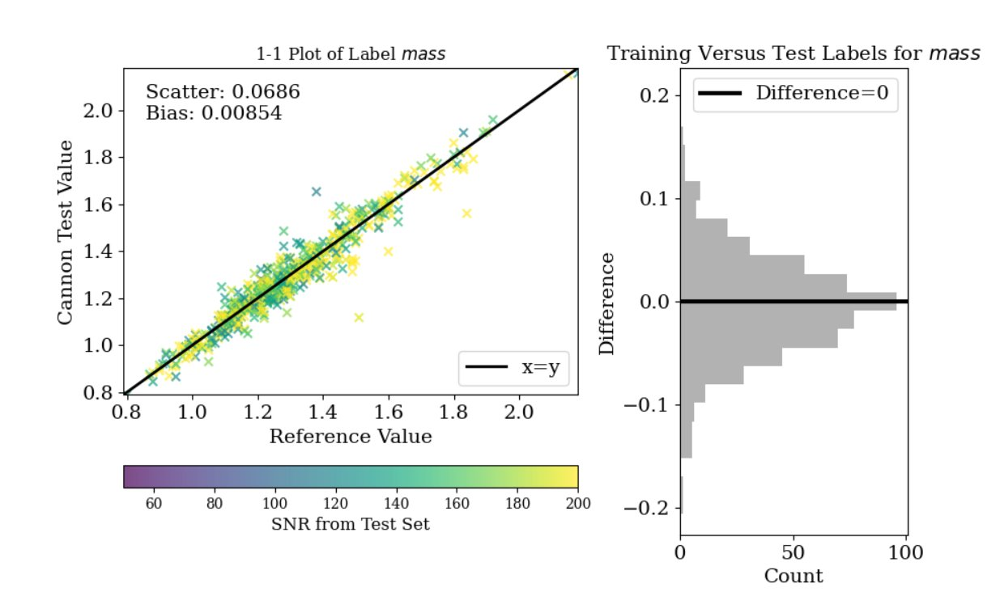 1-1 Plot of Label mass
Scatter: 0.0686
Bias: 0.00854
Cannon Test Value
2.0
1.8
1.6
1.4
1.2
1.0
0.8
x=y
0.8 1.0 1.2 1.4 1.6 1.8 2.0
Reference Value
60 80 100 120 140 160 180 200
SNR from Test Set
Training Versus Test Labels for mass
Difference=0
Difference
0.2
0.1
0.0
−0.1
−0.2
0 50 100
Count